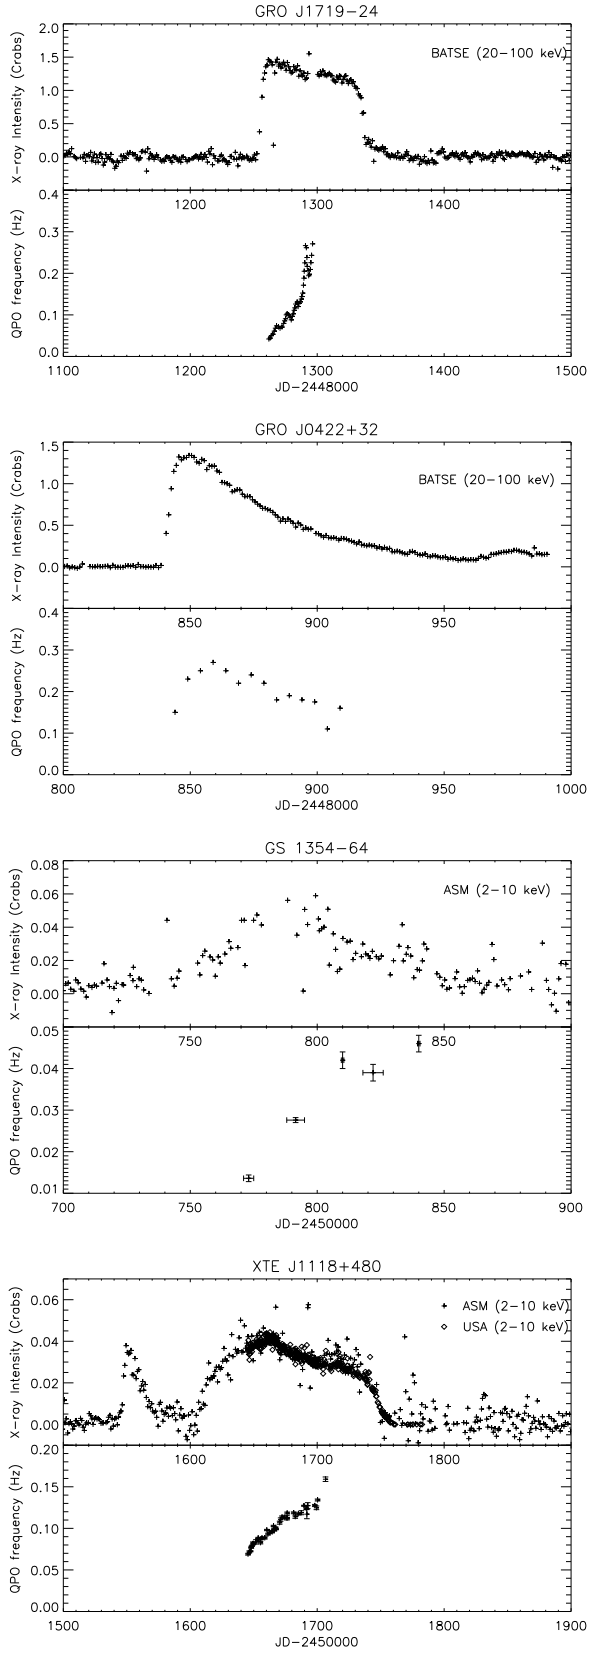 GRO J1719−24
2.0
1.5
1.0
0.5
0.0
X−ray Intensity (Crabs)
BATSE (20−100 keV)
1200 1300 1400
0.4
0.3
0.2
0.1
0.0
QPO frequency (Hz)
1100 1200 1300 1400 1500
JD−2448000
GRO J0422+32
1.5
1.0
0.5
0.0
X−ray Intensity (Crabs)
BATSE (20−100 keV)
850 900 950
0.4
0.3
0.2
0.1
0.0
QPO frequency (Hz)
800 850 900 950 1000
JD−2448000
GS 1354−64
0.08
0.06
0.04
0.02
0.00
X−ray Intensity (Crabs)
ASM (2−10 keV)
750 800 850
0.05
0.04
0.03
0.02
0.01
QPO frequency (Hz)
700 750 800 850 900
JD−2450000
XTE J1118+480
0.06
0.04
0.02
0.00
X−ray Intensity (Crabs)
ASM (2−10 keV)
USA (2−10 keV)
1600 1700 1800
0.20
0.15
0.10
0.05
0.00
QPO frequency (Hz)
1500 1600 1700 1800 1900
JD−2450000